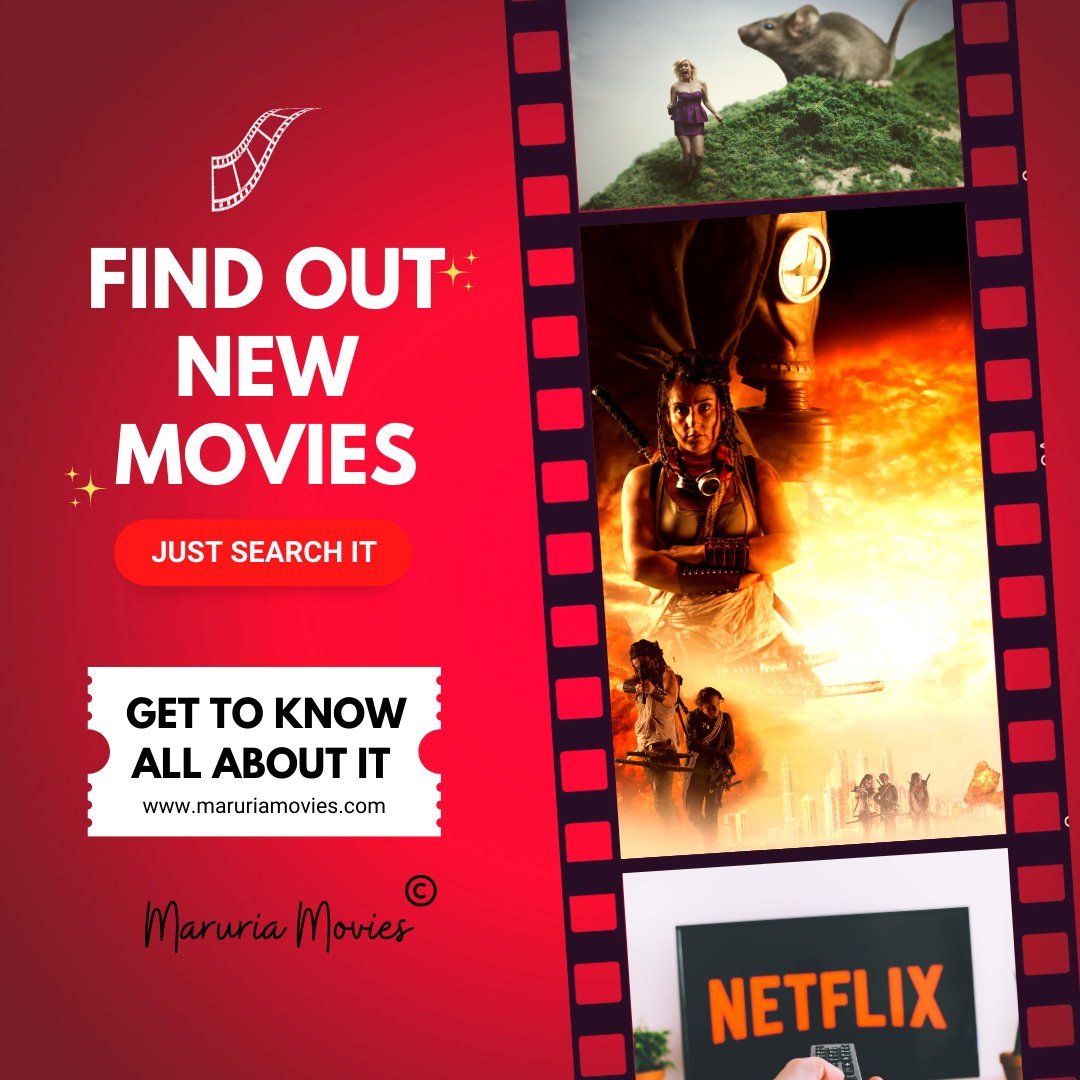 FIND OUT
NEW
MOVIES
JUST SEARCH IT
GET TO KNOW
ALL ABOUT IT
www.maruriamovies.com
©
Maruria Movies
NETFLIX